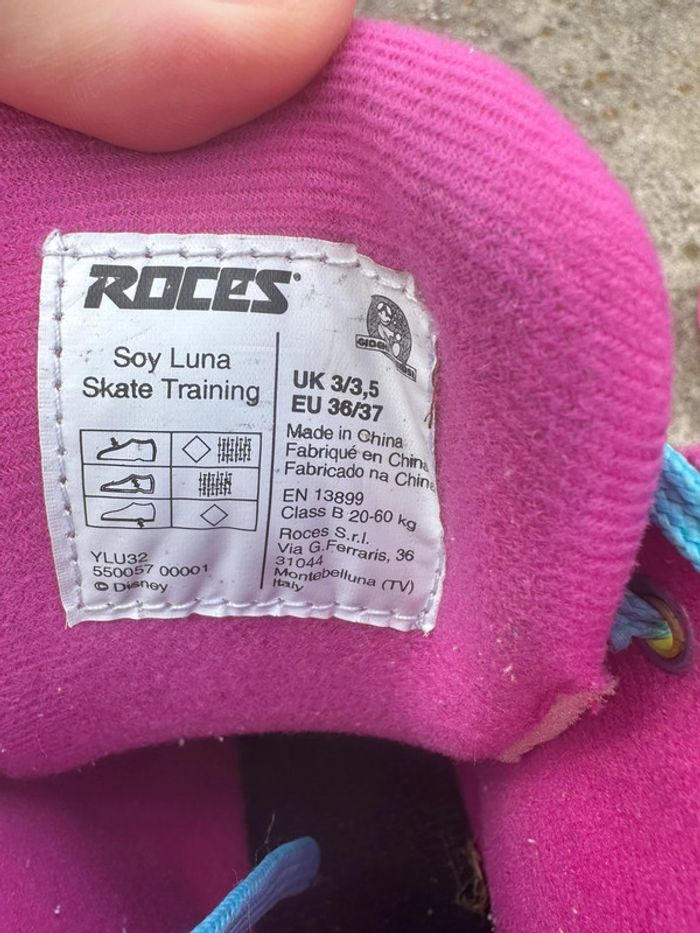 ROCES®
Soy Luna
Skate Training
YLU32
550057 00001
© Disney
UK 3/3,5
EU 36/37
Made in China
Fabriqué en China
Fabricado na China
EN 13899
Class B 20-60 kg
Roces S.r.l.
Via G.Ferraris, 36
31044
Montebelluna (TV)
Italy